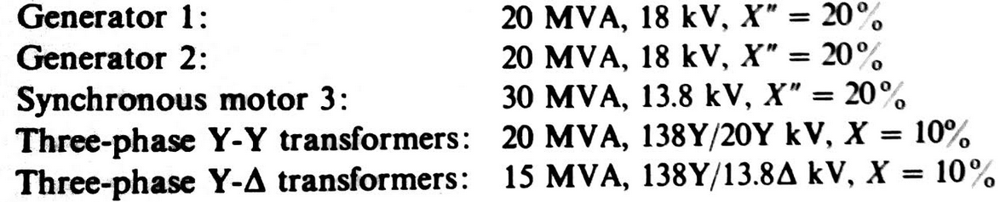 Generator 1: 20 MVA, 18 kV, X″ = 20%
Generator 2: 20 MVA, 18 kV, X″ = 20%
Synchronous motor 3: 30 MVA, 13.8 kV, X″ = 20%
Three-phase Y-Y transformers: 20 MVA, 138Y/20Y kV, X = 10%
Three-phase Y-Δ transformers: 15 MVA, 138Y/13.8Δ kV, X = 10%